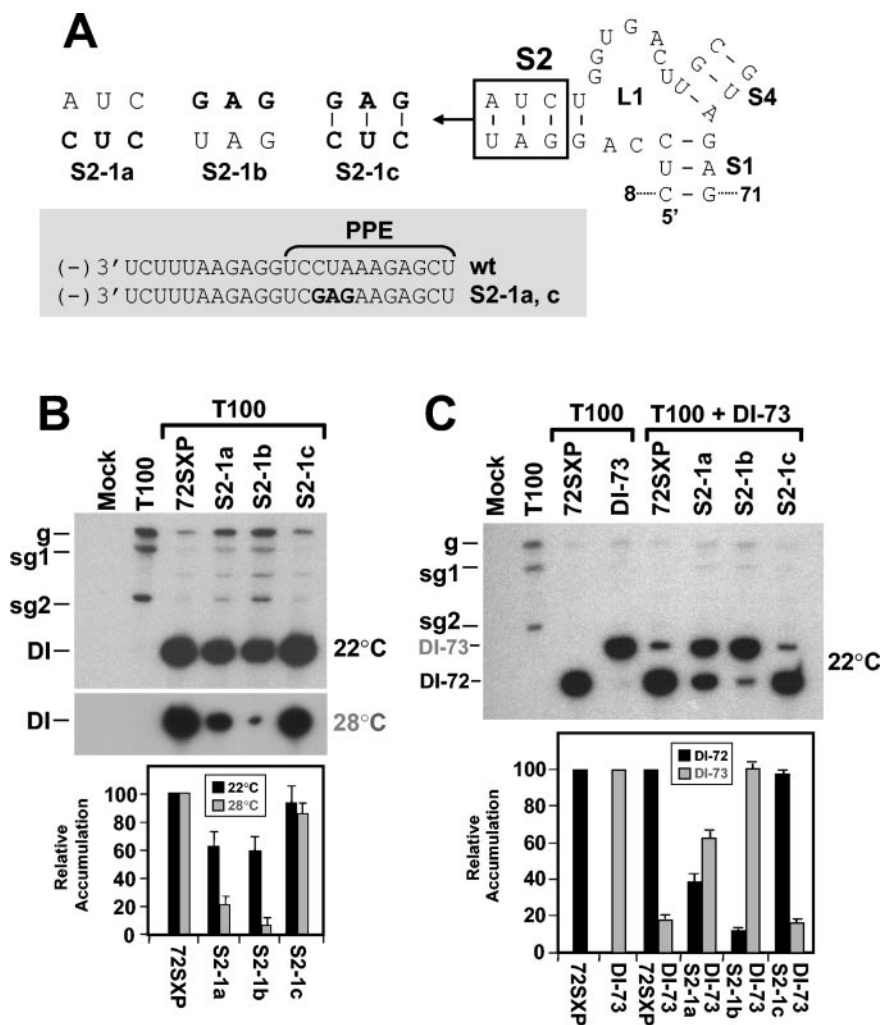 A
S2
A U C
G A G
G A G
C U C
U A G
C U C
S2-1a
S2-1b
S2-1c
A U C U
U A G G A C C
G G U G A C U U
L1
C G
G U
S4
A
C - G
U - A
S1
8 C - G 71
5'
PPE
(-) 3' UCUUUAAGAGGUCCUAAAGAGCU wt
(-) 3' UCUUUAAGAGGUCGAGAAGAGCU S2-1a, c
B
T100
Mock
T100
72SXP
S2-1a
S2-1b
S2-1c
g
sg1
sg2
DI
22°C
DI
28°C
22°C
28°C
Relative Accumulation
100
80
60
40
20
0
72SXP
S2-1a
S2-1b
S2-1c
C
T100
T100 + DI-73
Mock
T100
72SXP
DI-73
72SXP
S2-1a
S2-1b
S2-1c
g
sg1
sg2
DI-73
DI-72
22°C
DI-72
DI-73
Relative Accumulation
100
80
60
40
20
0
72SXP
DI-73
72SXP
DI-73
S2-1a
DI-73
S2-1b
DI-73
S2-1c
DI-73